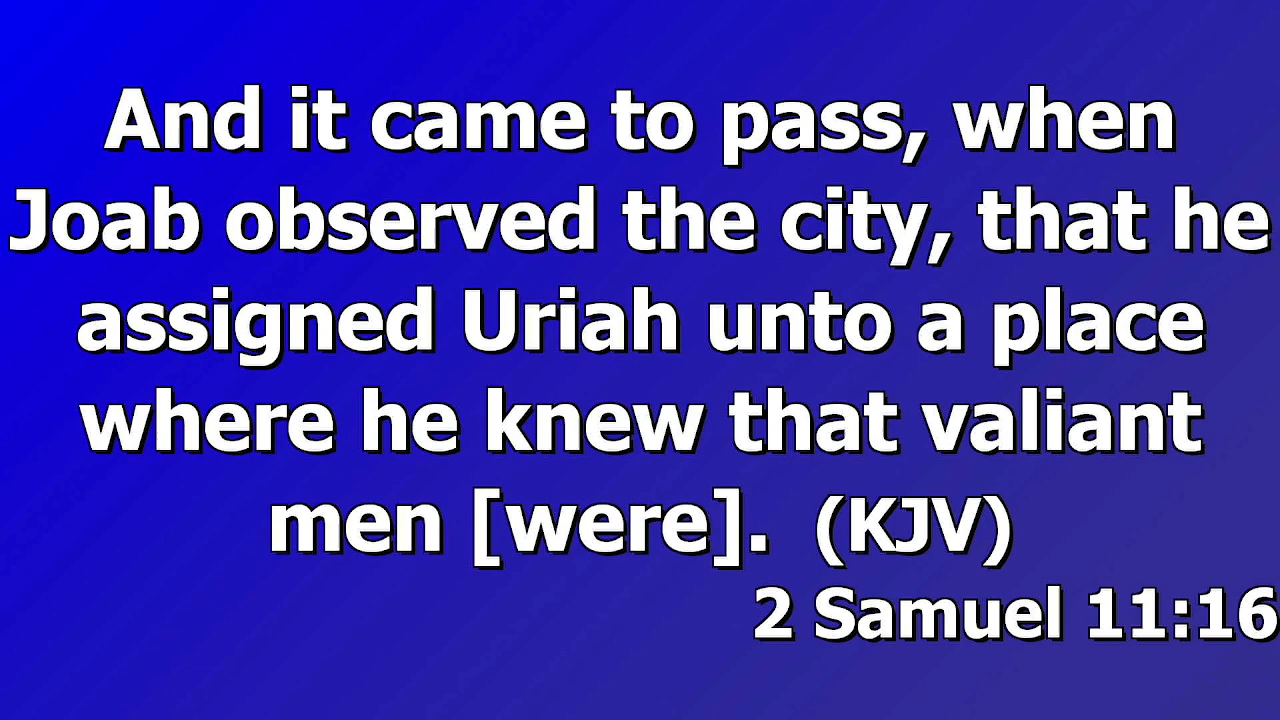 And it came to pass, when
Joab observed the city, that he
assigned Uriah unto a place
where he knew that valiant
men [were]. (KJV)
2 Samuel 11:16